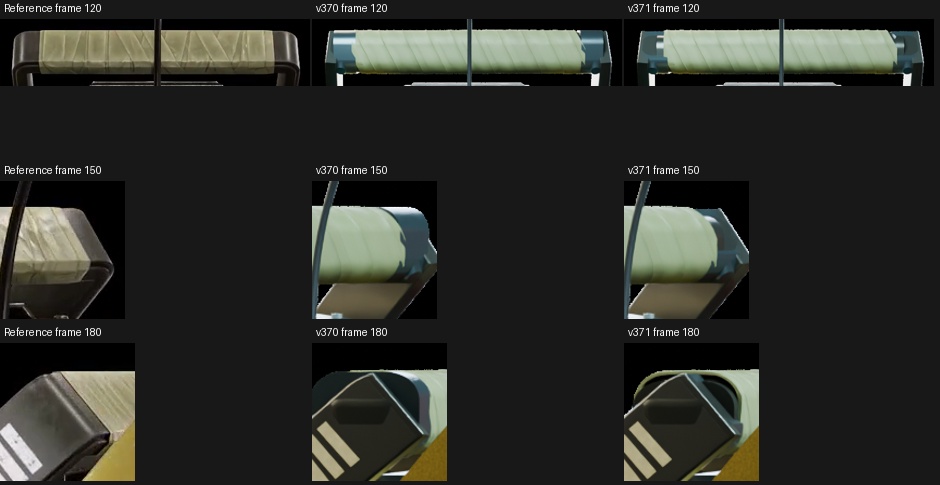 Reference frame 120
v370 frame 120
v371 frame 120
Reference frame 150
v370 frame 150
v371 frame 150
Reference frame 180
v370 frame 180
v371 frame 180